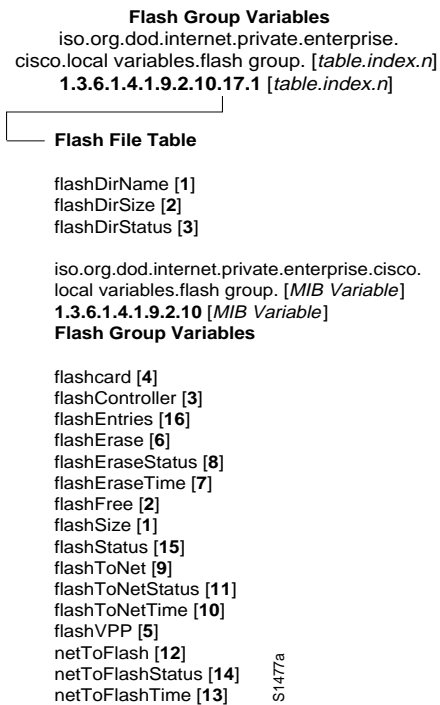 Flash Group Variables
iso.org.dod.internet.private.enterprise.
cisco.local variables.flash group. [table.index.n]
1.3.6.1.4.1.9.2.10.17.1 [table.index.n]
Flash File Table
flashDirName [1]
flashDirSize [2]
flashDirStatus [3]
iso.org.dod.internet.private.enterprise.cisco.
local variables.flash group. [MIB Variable]
1.3.6.1.4.1.9.2.10 [MIB Variable]
Flash Group Variables
flashcard [4]
flashController [3]
flashEntries [16]
flashErase [6]
flashEraseStatus [8]
flashEraseTime [7]
flashFree [2]
flashSize [1]
flashStatus [15]
flashToNet [9]
flashToNetStatus [11]
flashToNetTime [10]
flashVPP [5]
netToFlash [12]
netToFlashStatus [14]
netToFlashTime [13]
S1477a